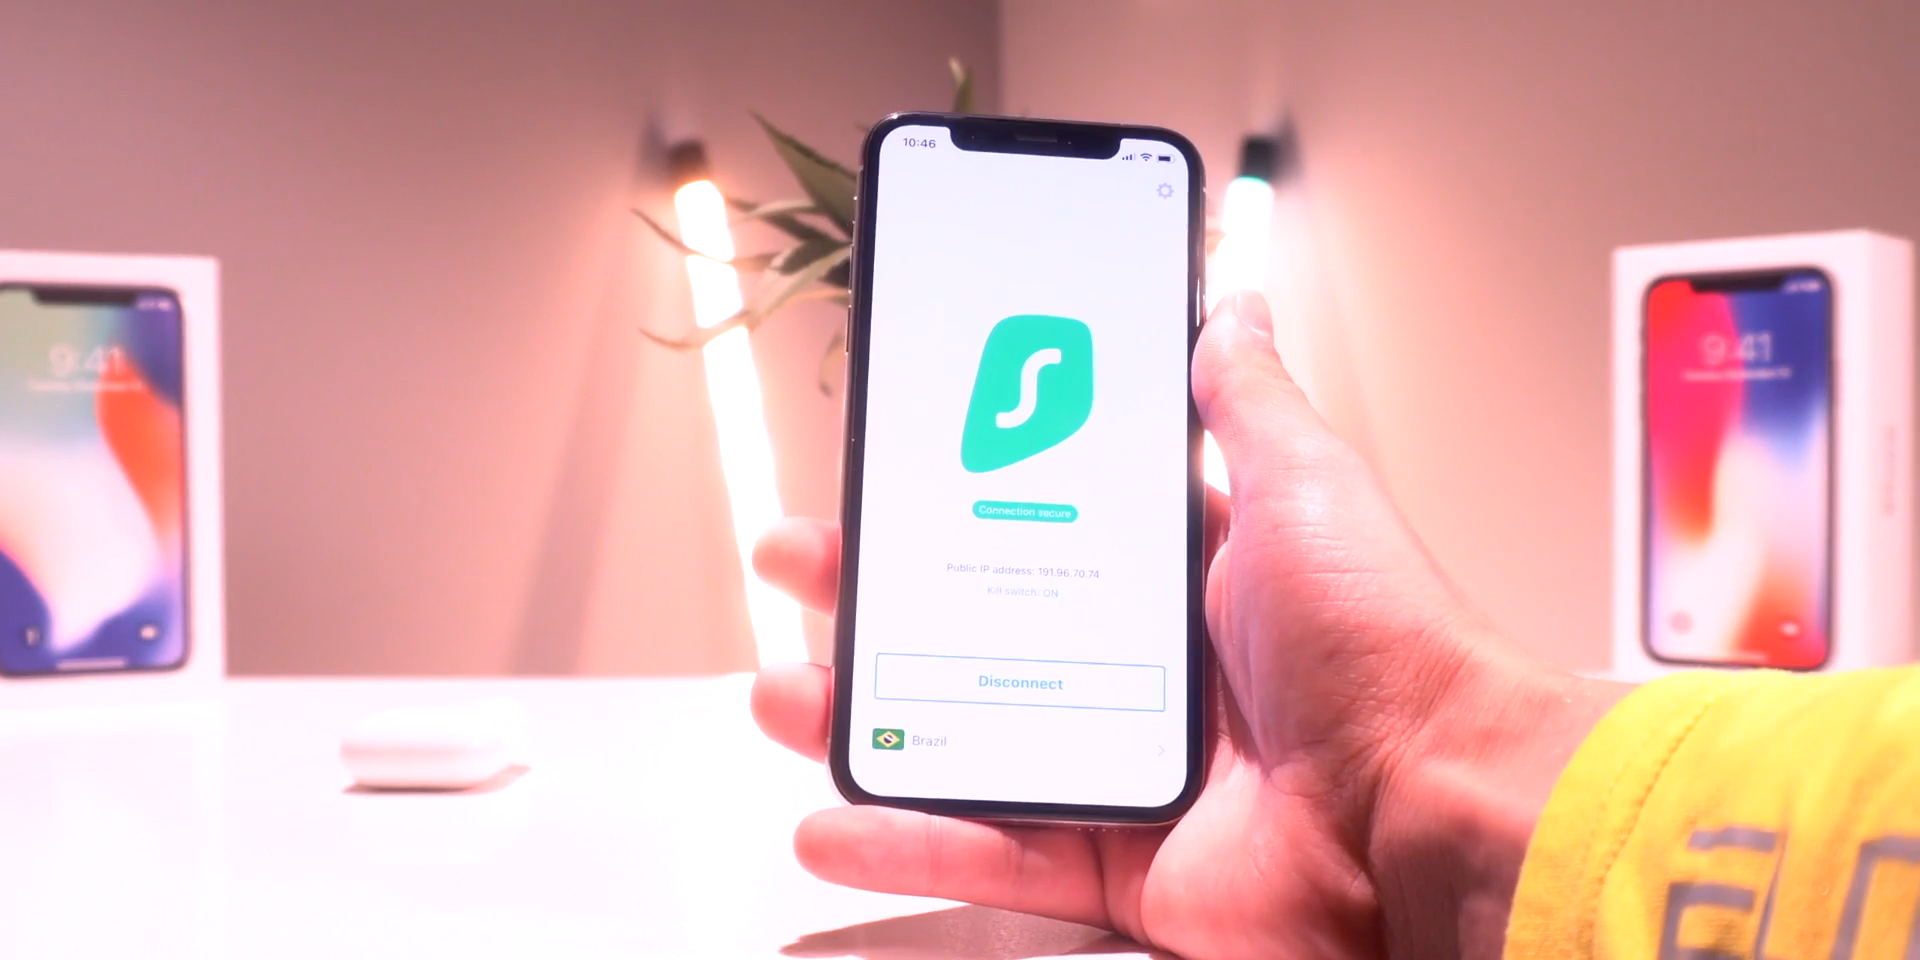 10:46
Connection secure
Public IP address: 191.96.70.74
Kill switch: ON
Disconnect
Brazil
9:41
9:41